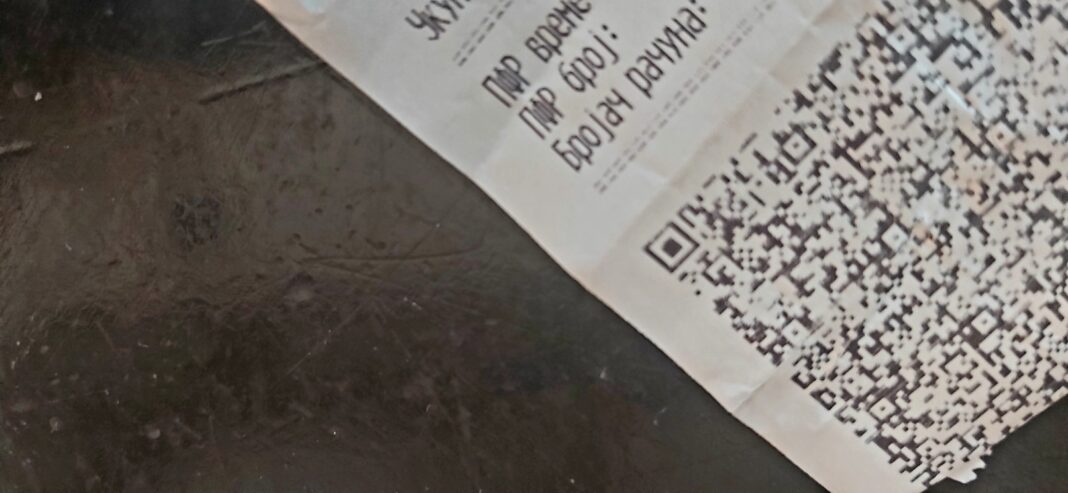 ПФР време
ПФР број:
Бројач рачуна: